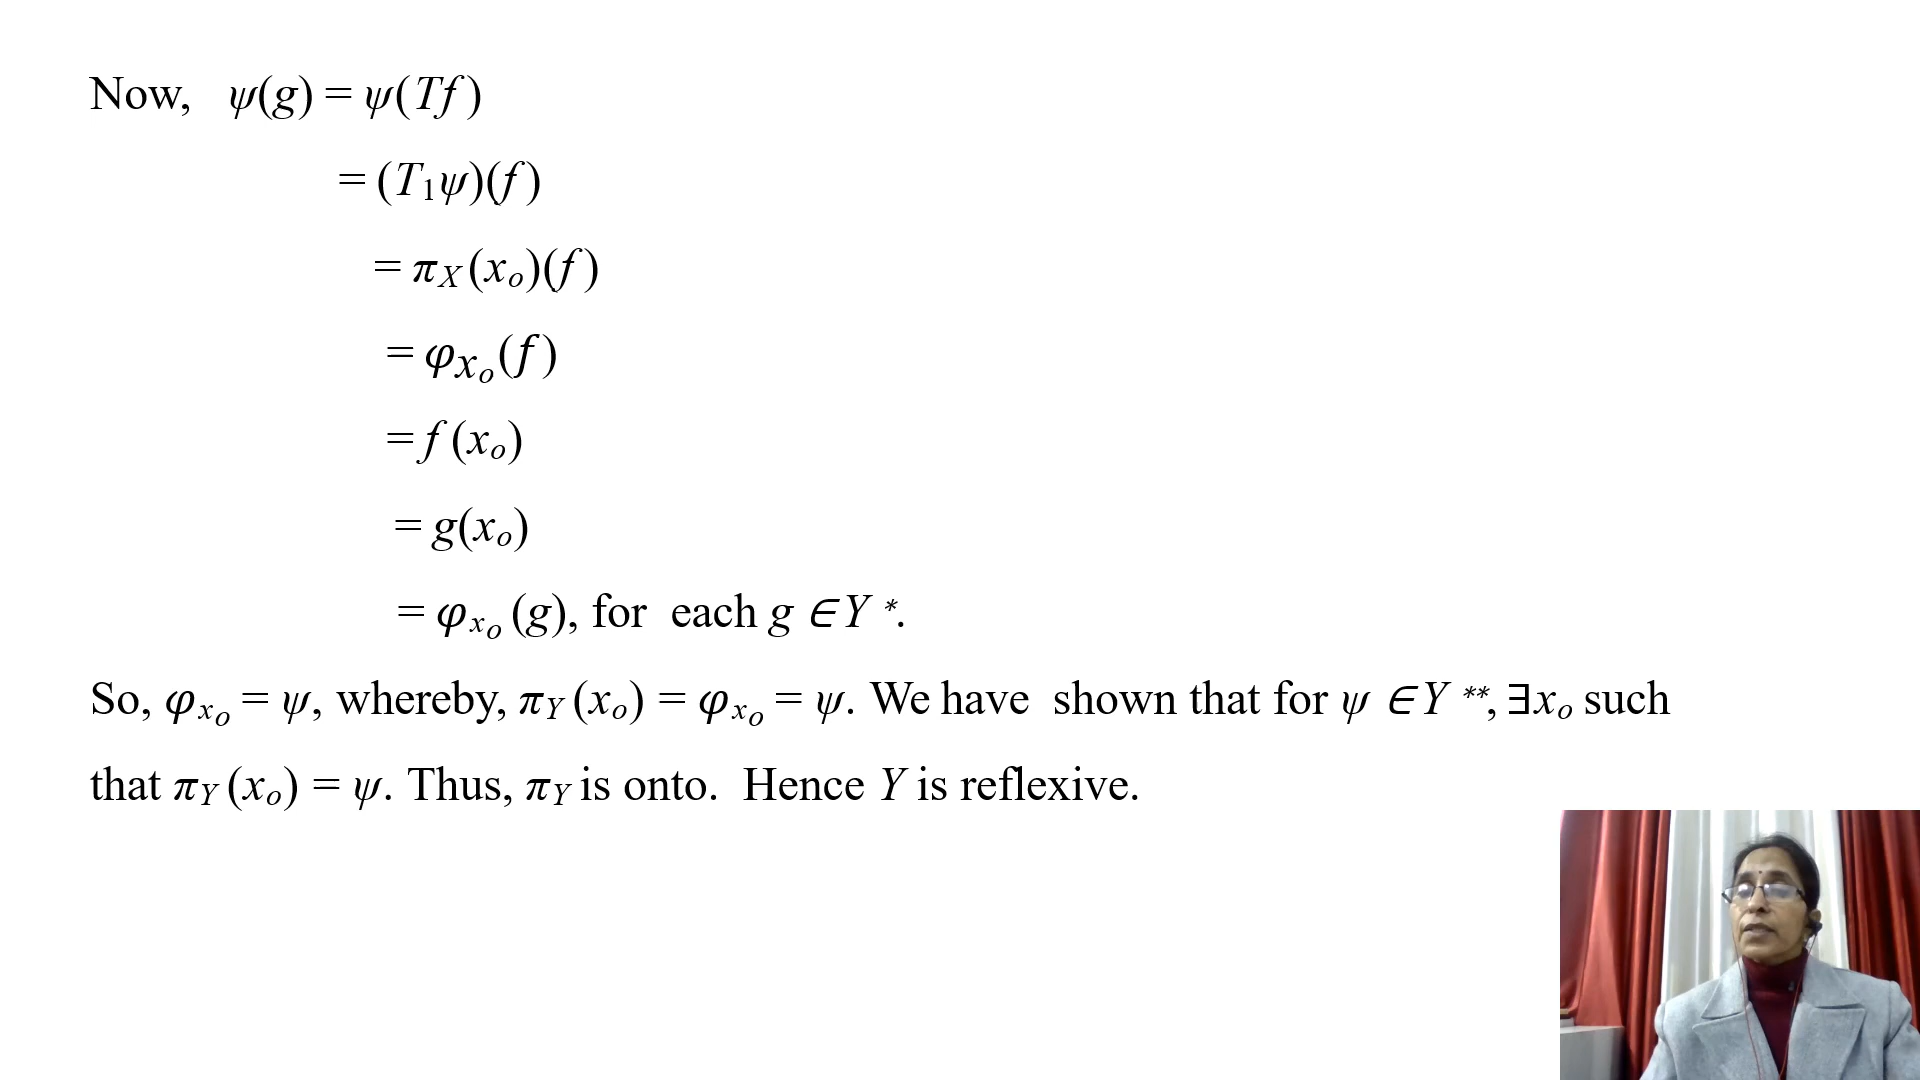 Now, ψ(g) = ψ(Tf)
= (T₁ψ)(f)
= π_X(x_o)(f)
= φ_{x_o}(f)
= f(x_o)
= g(x_o)
= φ_{x_o}(g), for each g ∈ Y*.
So, φ_{x_o} = ψ, whereby, π_Y(x_o) = φ_{x_o} = ψ. We have shown that for ψ ∈ Y**, ∃x_o such
that π_Y(x_o) = ψ. Thus, π_Y is onto. Hence Y is reflexive.